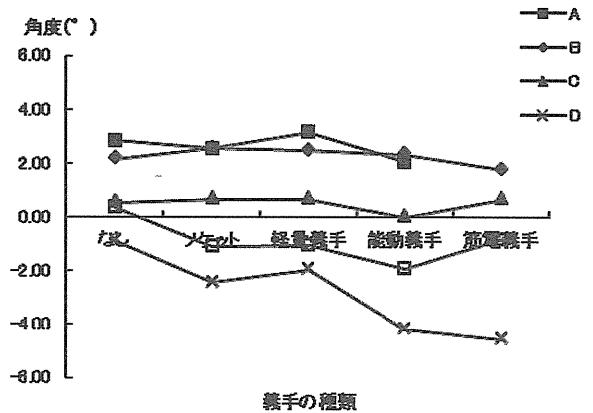 角度(°)
A
B
C
D
6.00
4.00
2.00
0.00
-2.00
-4.00
-6.00
なし ソケット 軽量義手 能動義手 筋電義手
義手の種類